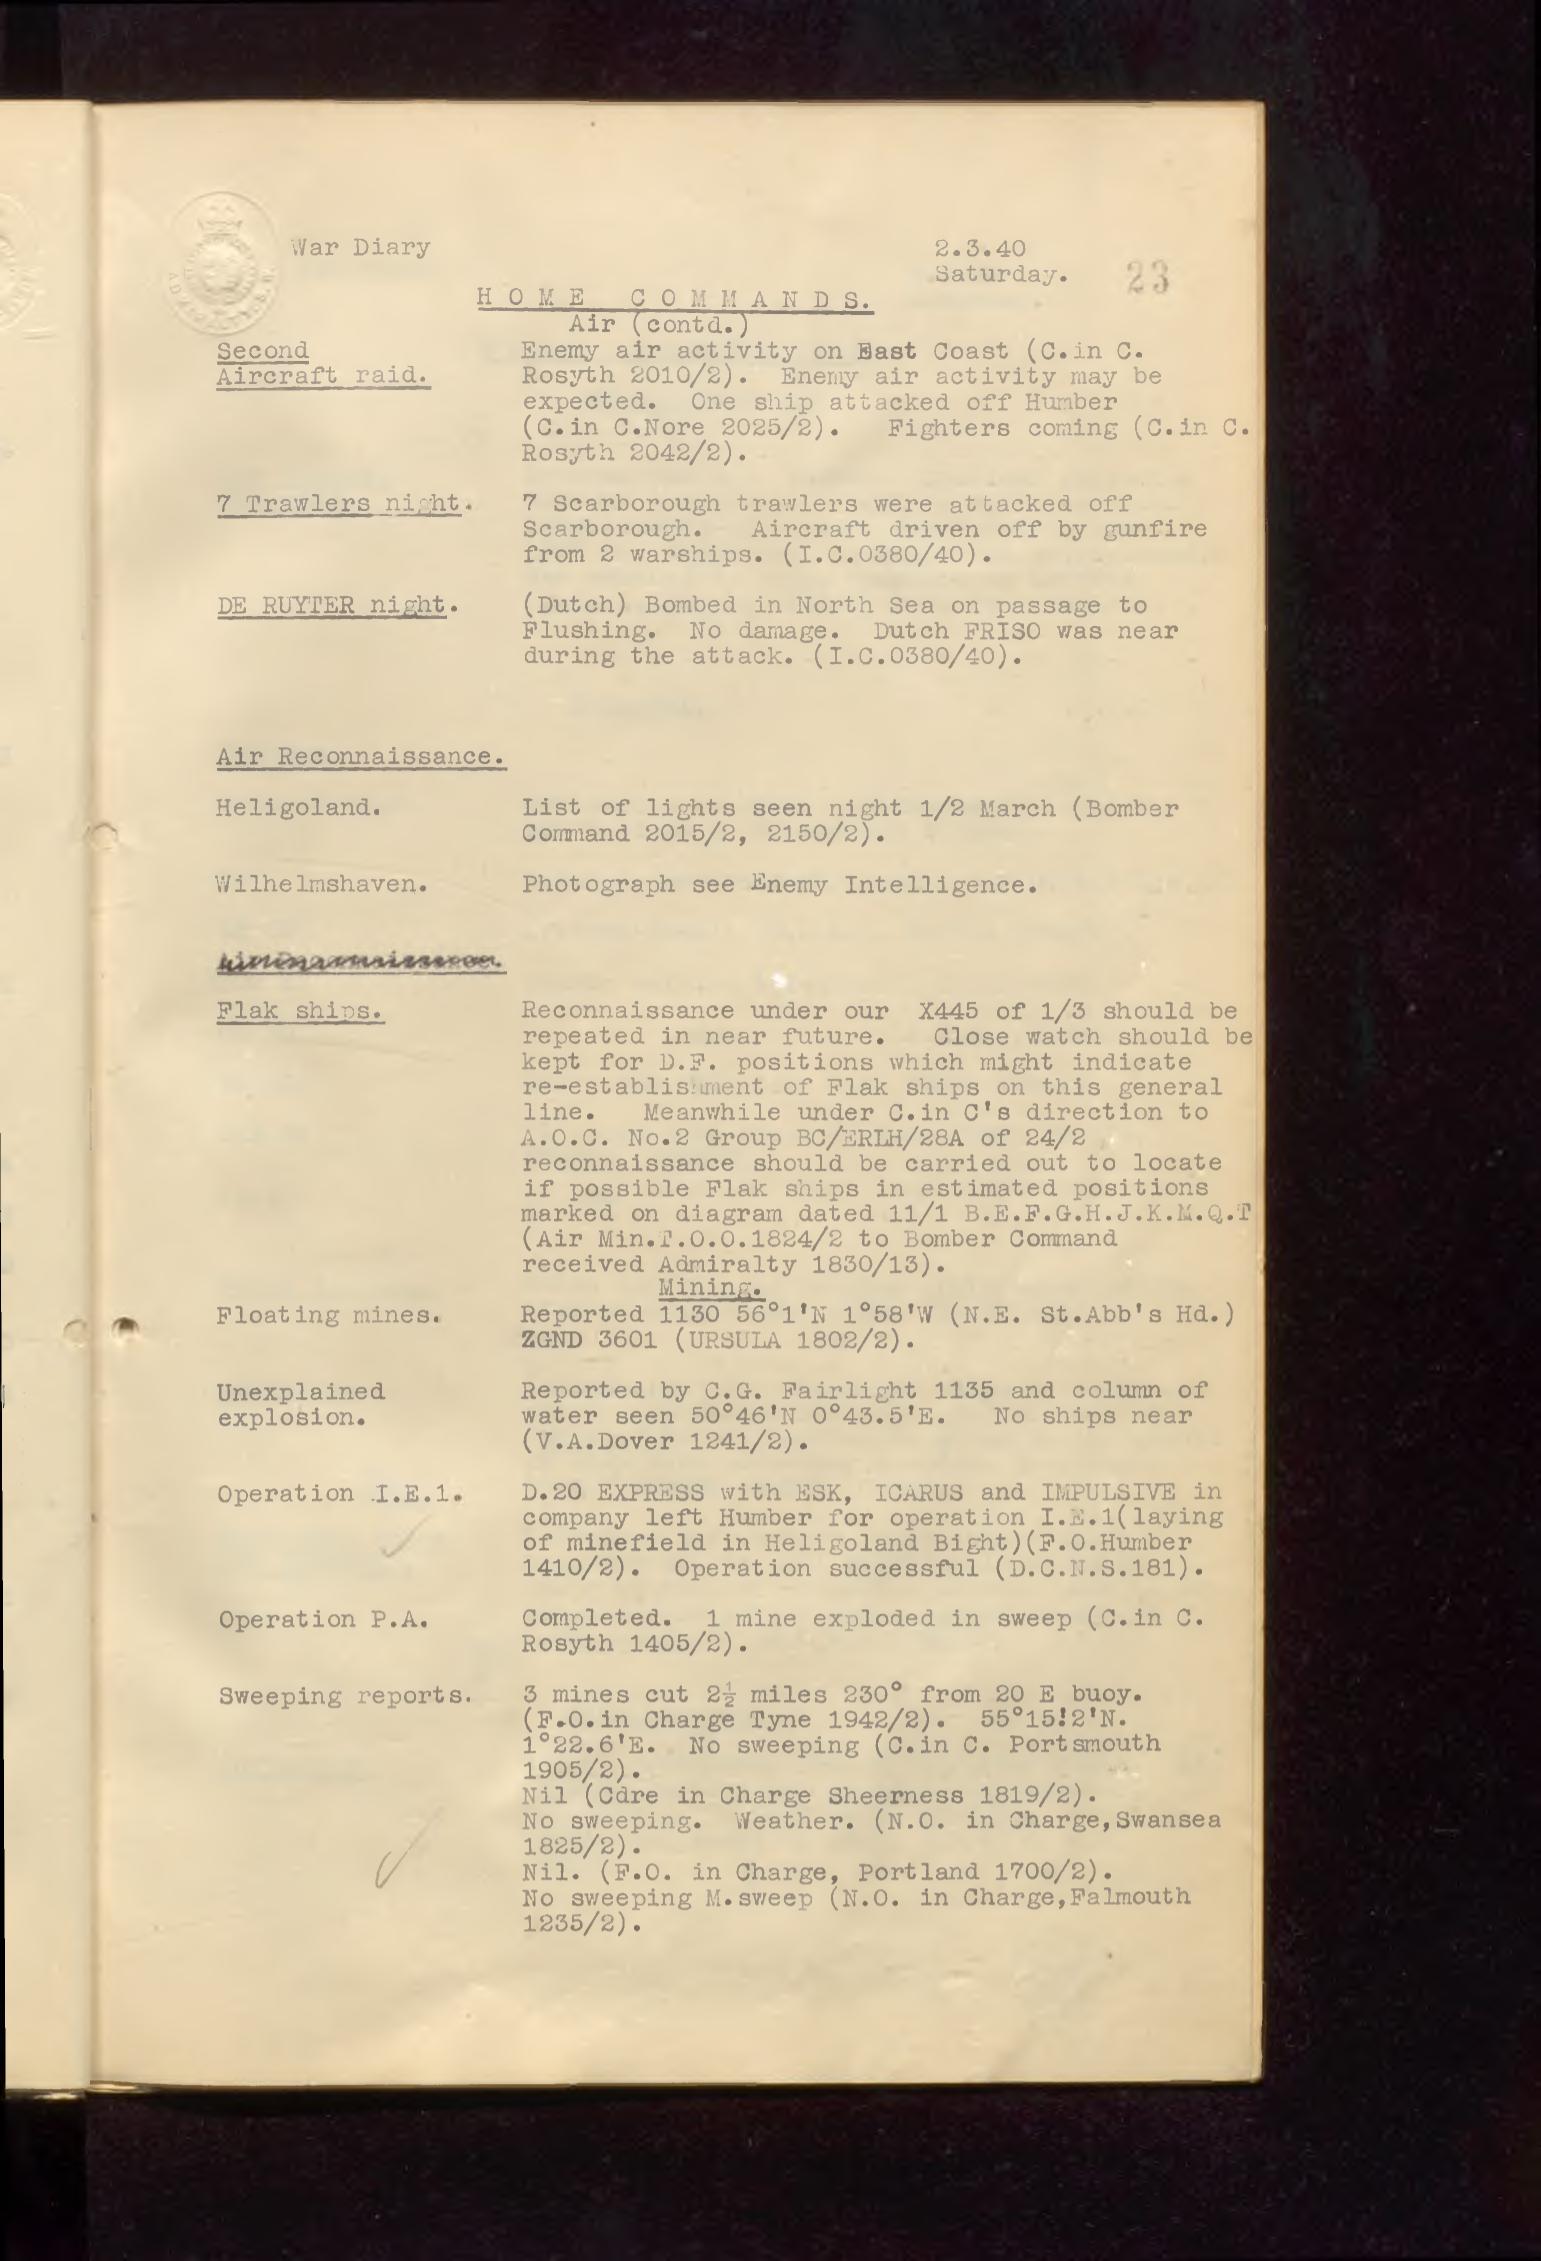 War Diary
2.3.40
Saturday.
23
HOME COMMANDS.
Air (contd.)
Second
Aircraft raid.
Enemy air activity on East Coast (C.in C.
Rosyth 2010/2). Enemy air activity may be
expected. One ship attacked off Humber
(C.in C.Nore 2025/2). Fighters coming (C.in C.
Rosyth 2042/2).
7 Trawlers night.
7 Scarborough trawlers were attacked off
Scarborough. Aircraft driven off by gunfire
from 2 warships. (I.C.0380/40).
DE RUYTER night.
(Dutch) Bombed in North Sea on passage to
Flushing. No damage. Dutch FRISO was near
during the attack. (I.C.0380/40).
Air Reconnaissance.
Heligoland.
List of lights seen night 1/2 March (Bomber
Command 2015/2, 2150/2).
Wilhelmshaven.
Photograph see Enemy Intelligence.
Flak ships.
Reconnaissance under our X445 of 1/3 should be
repeated in near future. Close watch should be
kept for D.F. positions which might indicate
re-establishment of Flak ships on this general
line. Meanwhile under C.in C's direction to
A.O.C. No.2 Group BC/ERLH/28A of 24/2
reconnaissance should be carried out to locate
if possible Flak ships in estimated positions
marked on diagram dated 11/1 B.E.F.G.H.J.K.M.Q.T
(Air Min.T.O.O.1824/2 to Bomber Command
received Admiralty 1830/13).
Mining.
Floating mines.
Reported 1130 56°1'N 1°58'W (N.E. St.Abb's Hd.)
ZGND 3601 (URSULA 1802/2).
Unexplained
explosion.
Reported by C.G. Fairlight 1135 and column of
water seen 50°46'N 0°43.5'E. No ships near
(V.A.Dover 1241/2).
Operation I.E.1.
D.20 EXPRESS with ESK, ICARUS and IMPULSIVE in
company left Humber for operation I.E.1(laying
of minefield in Heligoland Bight)(F.O.Humber
1410/2). Operation successful (D.C.N.S.181).
Operation P.A.
Completed. 1 mine exploded in sweep (C.in C.
Rosyth 1405/2).
Sweeping reports.
3 mines cut 2½ miles 230° from 20 E buoy.
(F.O.in Charge Tyne 1942/2). 55°15!2'N.
1°22.6'E. No sweeping (C.in C. Portsmouth
1905/2).
Nil (Cdre in Charge Sheerness 1819/2).
No sweeping. Weather. (N.O. in Charge,Swansea
1825/2).
Nil. (F.O. in Charge, Portland 1700/2).
No sweeping M.sweep (N.O. in Charge,Falmouth
1235/2).